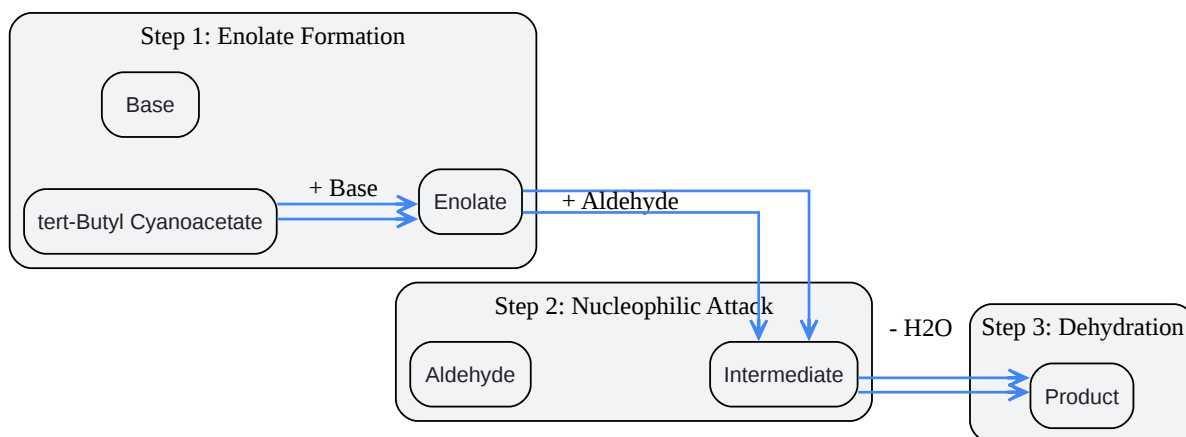 Step 1: Enolate Formation
Base
tert-Butyl Cyanoacetate
+ Base
Enolate
+ Aldehyde
Step 2: Nucleophilic Attack
Aldehyde
Intermediate
- H2O
Step 3: Dehydration
Product